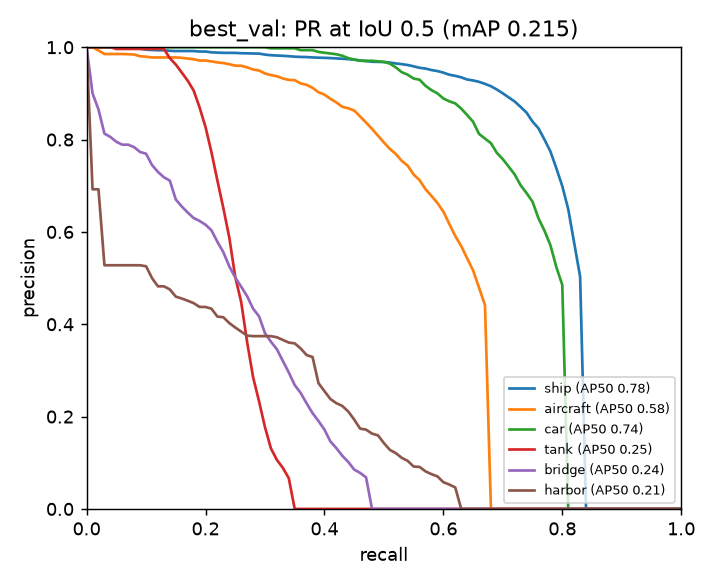 best_val: PR at IoU 0.5 (mAP 0.215)
precision
1.0
0.8
0.6
0.4
0.2
0.0
ship (AP50 0.78)
aircraft (AP50 0.58)
car (AP50 0.74)
tank (AP50 0.25)
bridge (AP50 0.24)
harbor (AP50 0.21)
0.0 0.2 0.4 0.6 0.8 1.0
recall